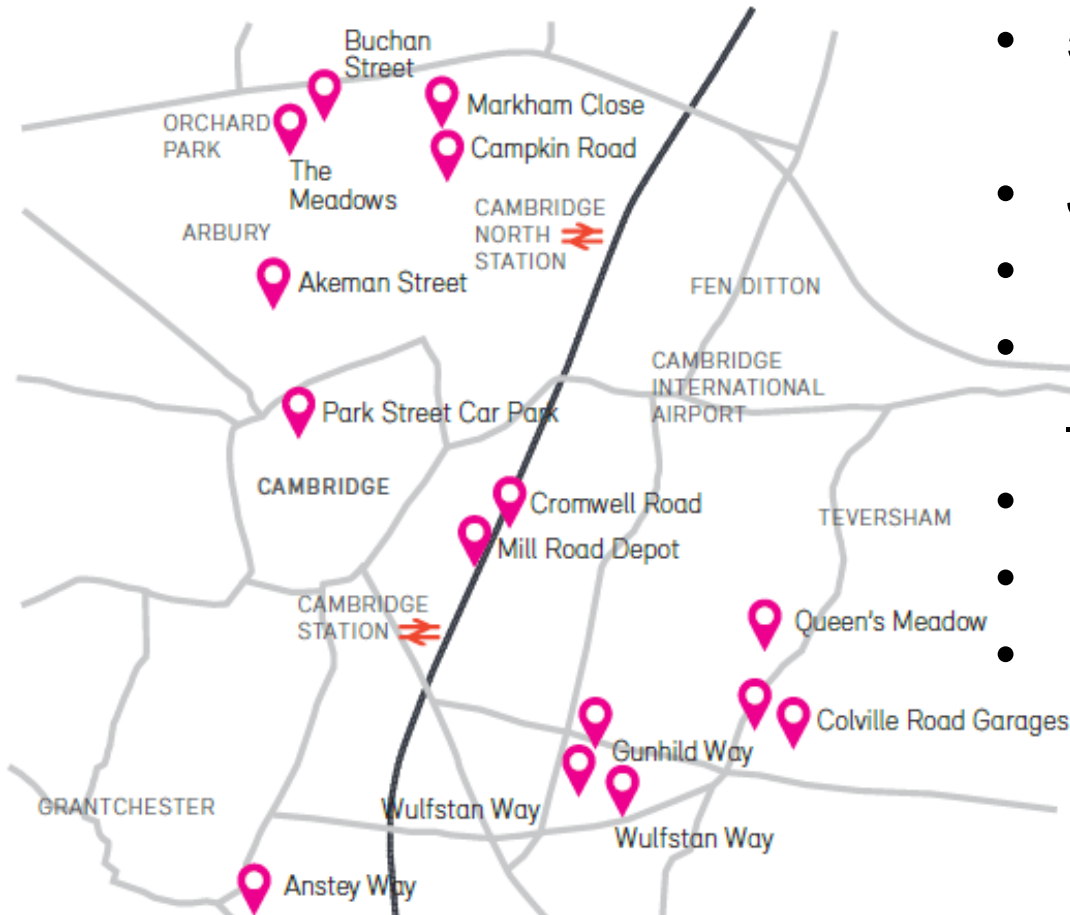 Buchan
Street
Markham Close
ORCHARD
PARK
Campkin Road
The
Meadows
CAMBRIDGE
NORTH
STATION
ARBURY
Akeman Street
FEN DITTON
CAMBRIDGE
INTERNATIONAL
AIRPORT
Park Street Car Park
CAMBRIDGE
Cromwell Road
TEVERSHAM
Mill Road Depot
CAMBRIDGE
STATION
Queen's Meadow
Colville Road Garages
Gunhild Way
GRANTCHESTER
Wulfstan Way
Wulfstan Way
Anstey Way